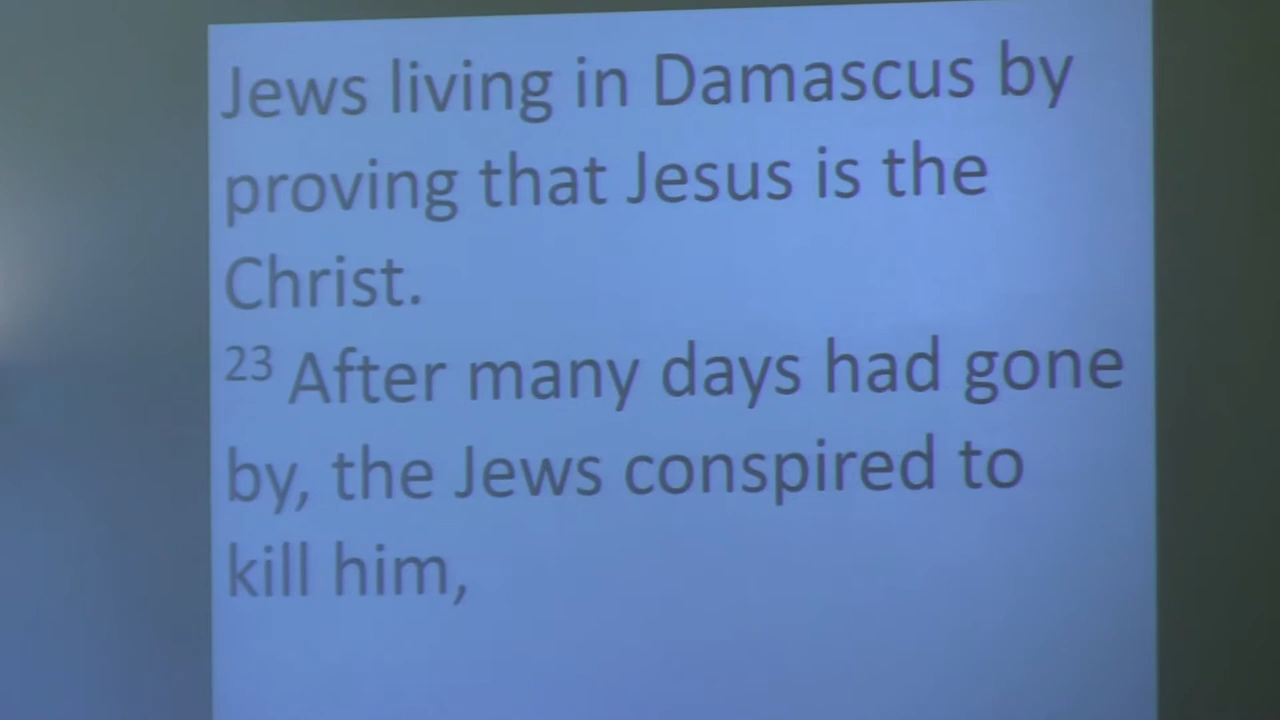 Jews living in Damascus by
proving that Jesus is the
Christ.
23 After many days had gone
by, the Jews conspired to
kill him,